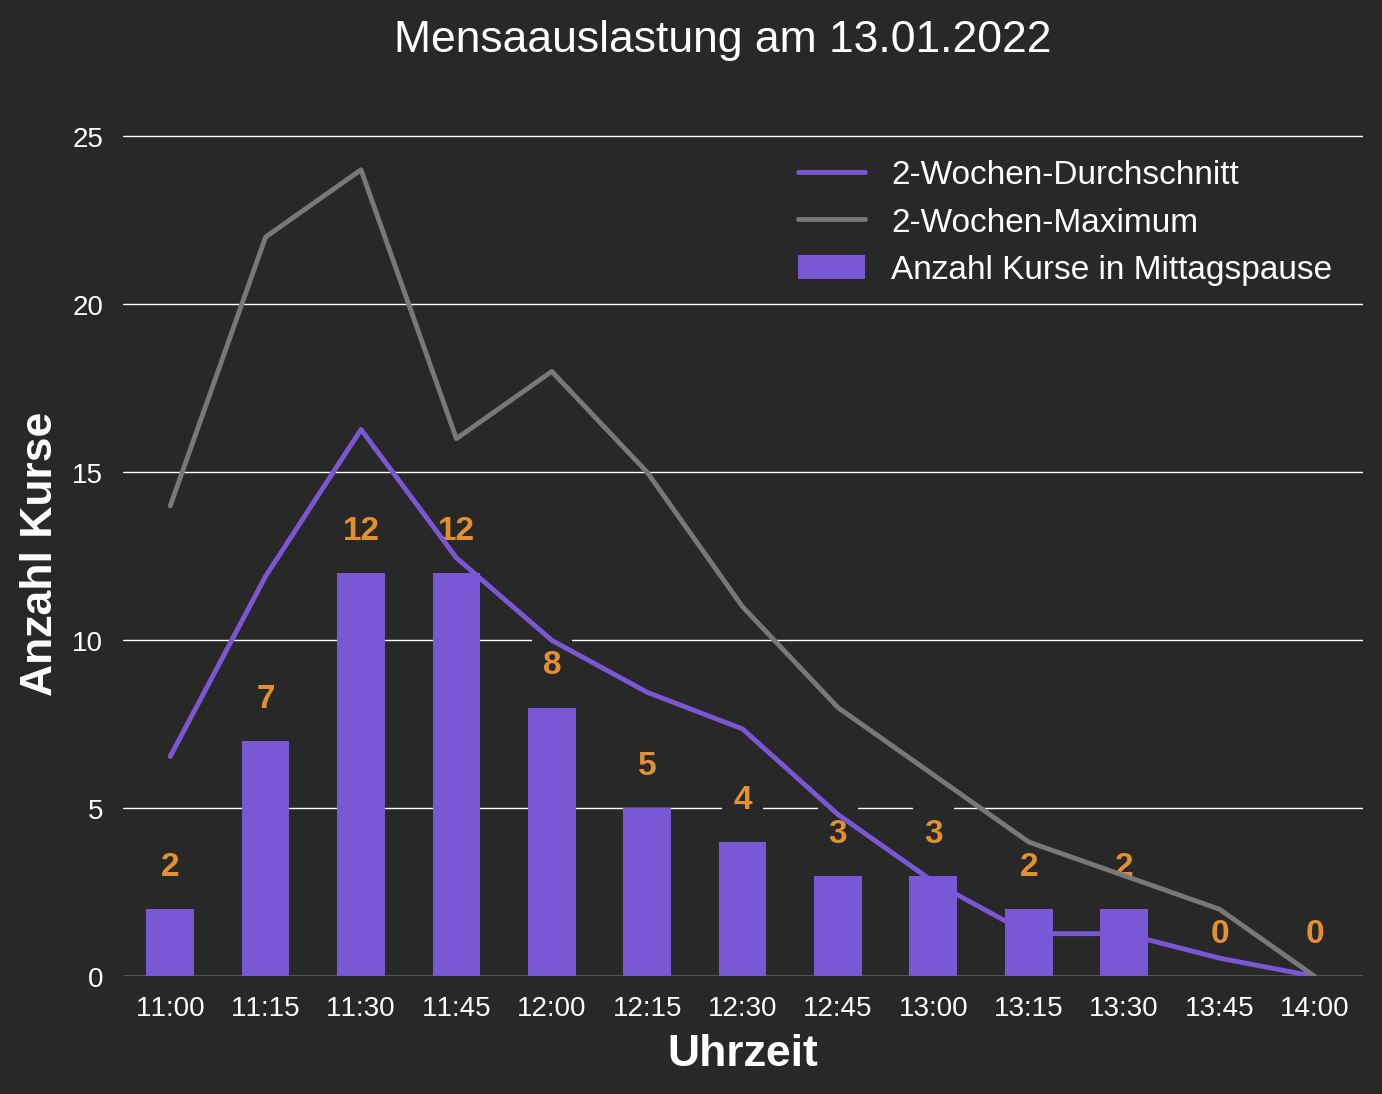 Mensaauslastung am 13.01.2022
25
20
15
10
5
0
Anzahl Kurse
2-Wochen-Durchschnitt
2-Wochen-Maximum
Anzahl Kurse in Mittagspause
2
7
12
12
8
5
4
3
3
2
2
0
0
11:00 11:15 11:30 11:45 12:00 12:15 12:30 12:45 13:00 13:15 13:30 13:45 14:00
Uhrzeit